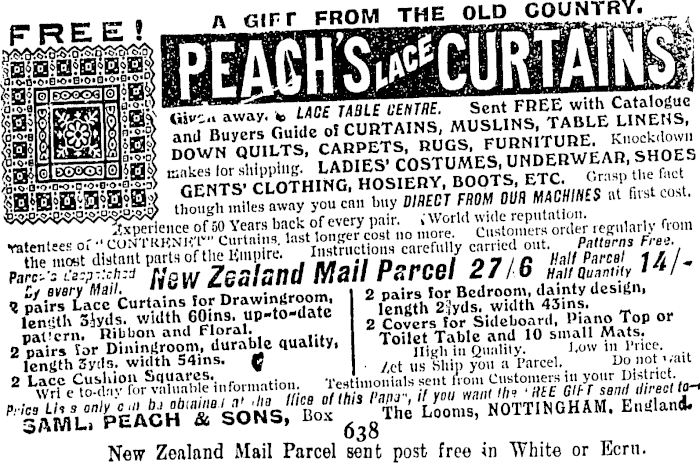 A GIFT FROM THE OLD COUNTRY.
FREE!
PEACH'S LACE CURTAINS
Given away, a LACE TABLE CENTRE. Sent FREE with Catalogue
and Buyers Guide of CURTAINS, MUSLINS, TABLE LINENS,
DOWN QUILTS, CARPETS, RUGS, FURNITURE. Knockdown
makes for shipping. LADIES' COSTUMES, UNDERWEAR, SHOES
GENTS' CLOTHING, HOSIERY, BOOTS, ETC. Grasp the fact
though miles away you can buy DIRECT FROM OUR MACHINES at first cost.
Experience of 50 Years back of every pair. World wide reputation.
Patentees of "CONTRENET" Curtains, last longer cost no more. Customers order regularly from
the most distant parts of the Empire. Instructions carefully carried out. Patterns Free.
Parcels despatched by every Mail. New Zealand Mail Parcel 27/6 Half Parcel Half Quantity 14/-
2 pairs Lace Curtains for Drawingroom,
length 3½yds. width 60ins. up-to-date
pattern. Ribbon and Floral.
2 pairs for Diningroom, durable quality,
length 3yds. width 54ins.
2 Lace Cushion Squares.
2 pairs for Bedroom, dainty design,
length 2½yds. width 43ins.
2 Covers for Sideboard, Piano Top or
Toilet Table and 10 small Mats.
High in Quality. Low in Price.
Let us Ship you a Parcel. Do not wait
Write to-day for valuable information. Testimonials sent from Customers in your District.
Price Lists only can be obtained at the Office of this Paper, if you want the FREE GIFT send direct to—
SAML. PEACH & SONS, Box 638 The Looms, NOTTINGHAM, England.
New Zealand Mail Parcel sent post free in White or Ecru.